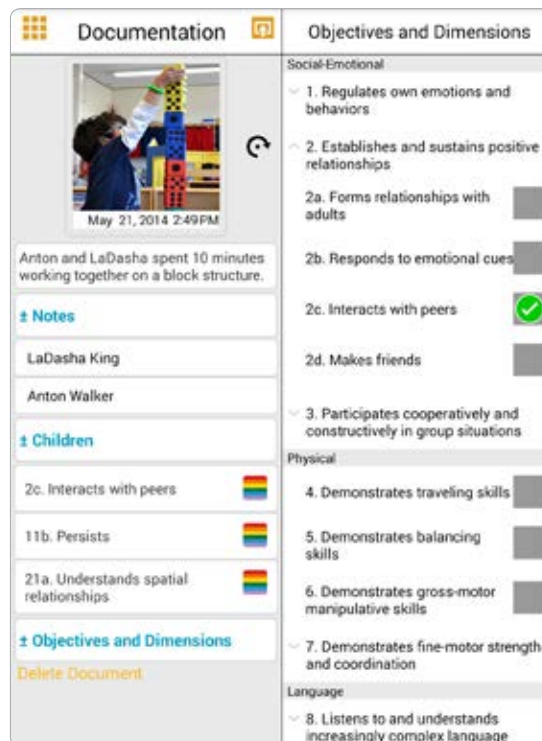 Documentation
May 21, 2014 2:49PM
Anton and LaDasha spent 10 minutes
working together on a block structure.
± Notes
LaDasha King
Anton Walker
± Children
2c. Interacts with peers
11b. Persists
21a. Understands spatial
relationships
± Objectives and Dimensions
Delete Document
Objectives and Dimensions
Social-Emotional
1. Regulates own emotions and
behaviors
2. Establishes and sustains positive
relationships
2a. Forms relationships with
adults
2b. Responds to emotional cues
2c. Interacts with peers
2d. Makes friends
3. Participates cooperatively and
constructively in group situations
Physical
4. Demonstrates traveling skills
5. Demonstrates balancing
skills
6. Demonstrates gross-motor
manipulative skills
7. Demonstrates fine-motor strength
and coordination
Language
8. Listens to and understands
increasingly complex language